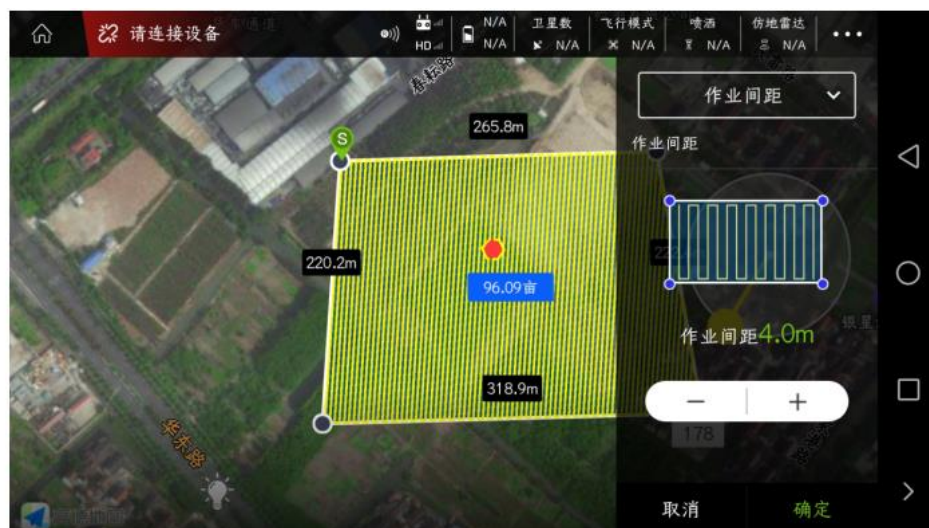 请连接设备
HD
N/A
N/A
卫星数
N/A
飞行模式
N/A
喷洒
N/A
仿地雷达
N/A
春耘路
265.8m
作业间距
作业间距
220.2m
96.09亩
作业间距4.0m
银星
318.9m
178
华东路
取消
确定